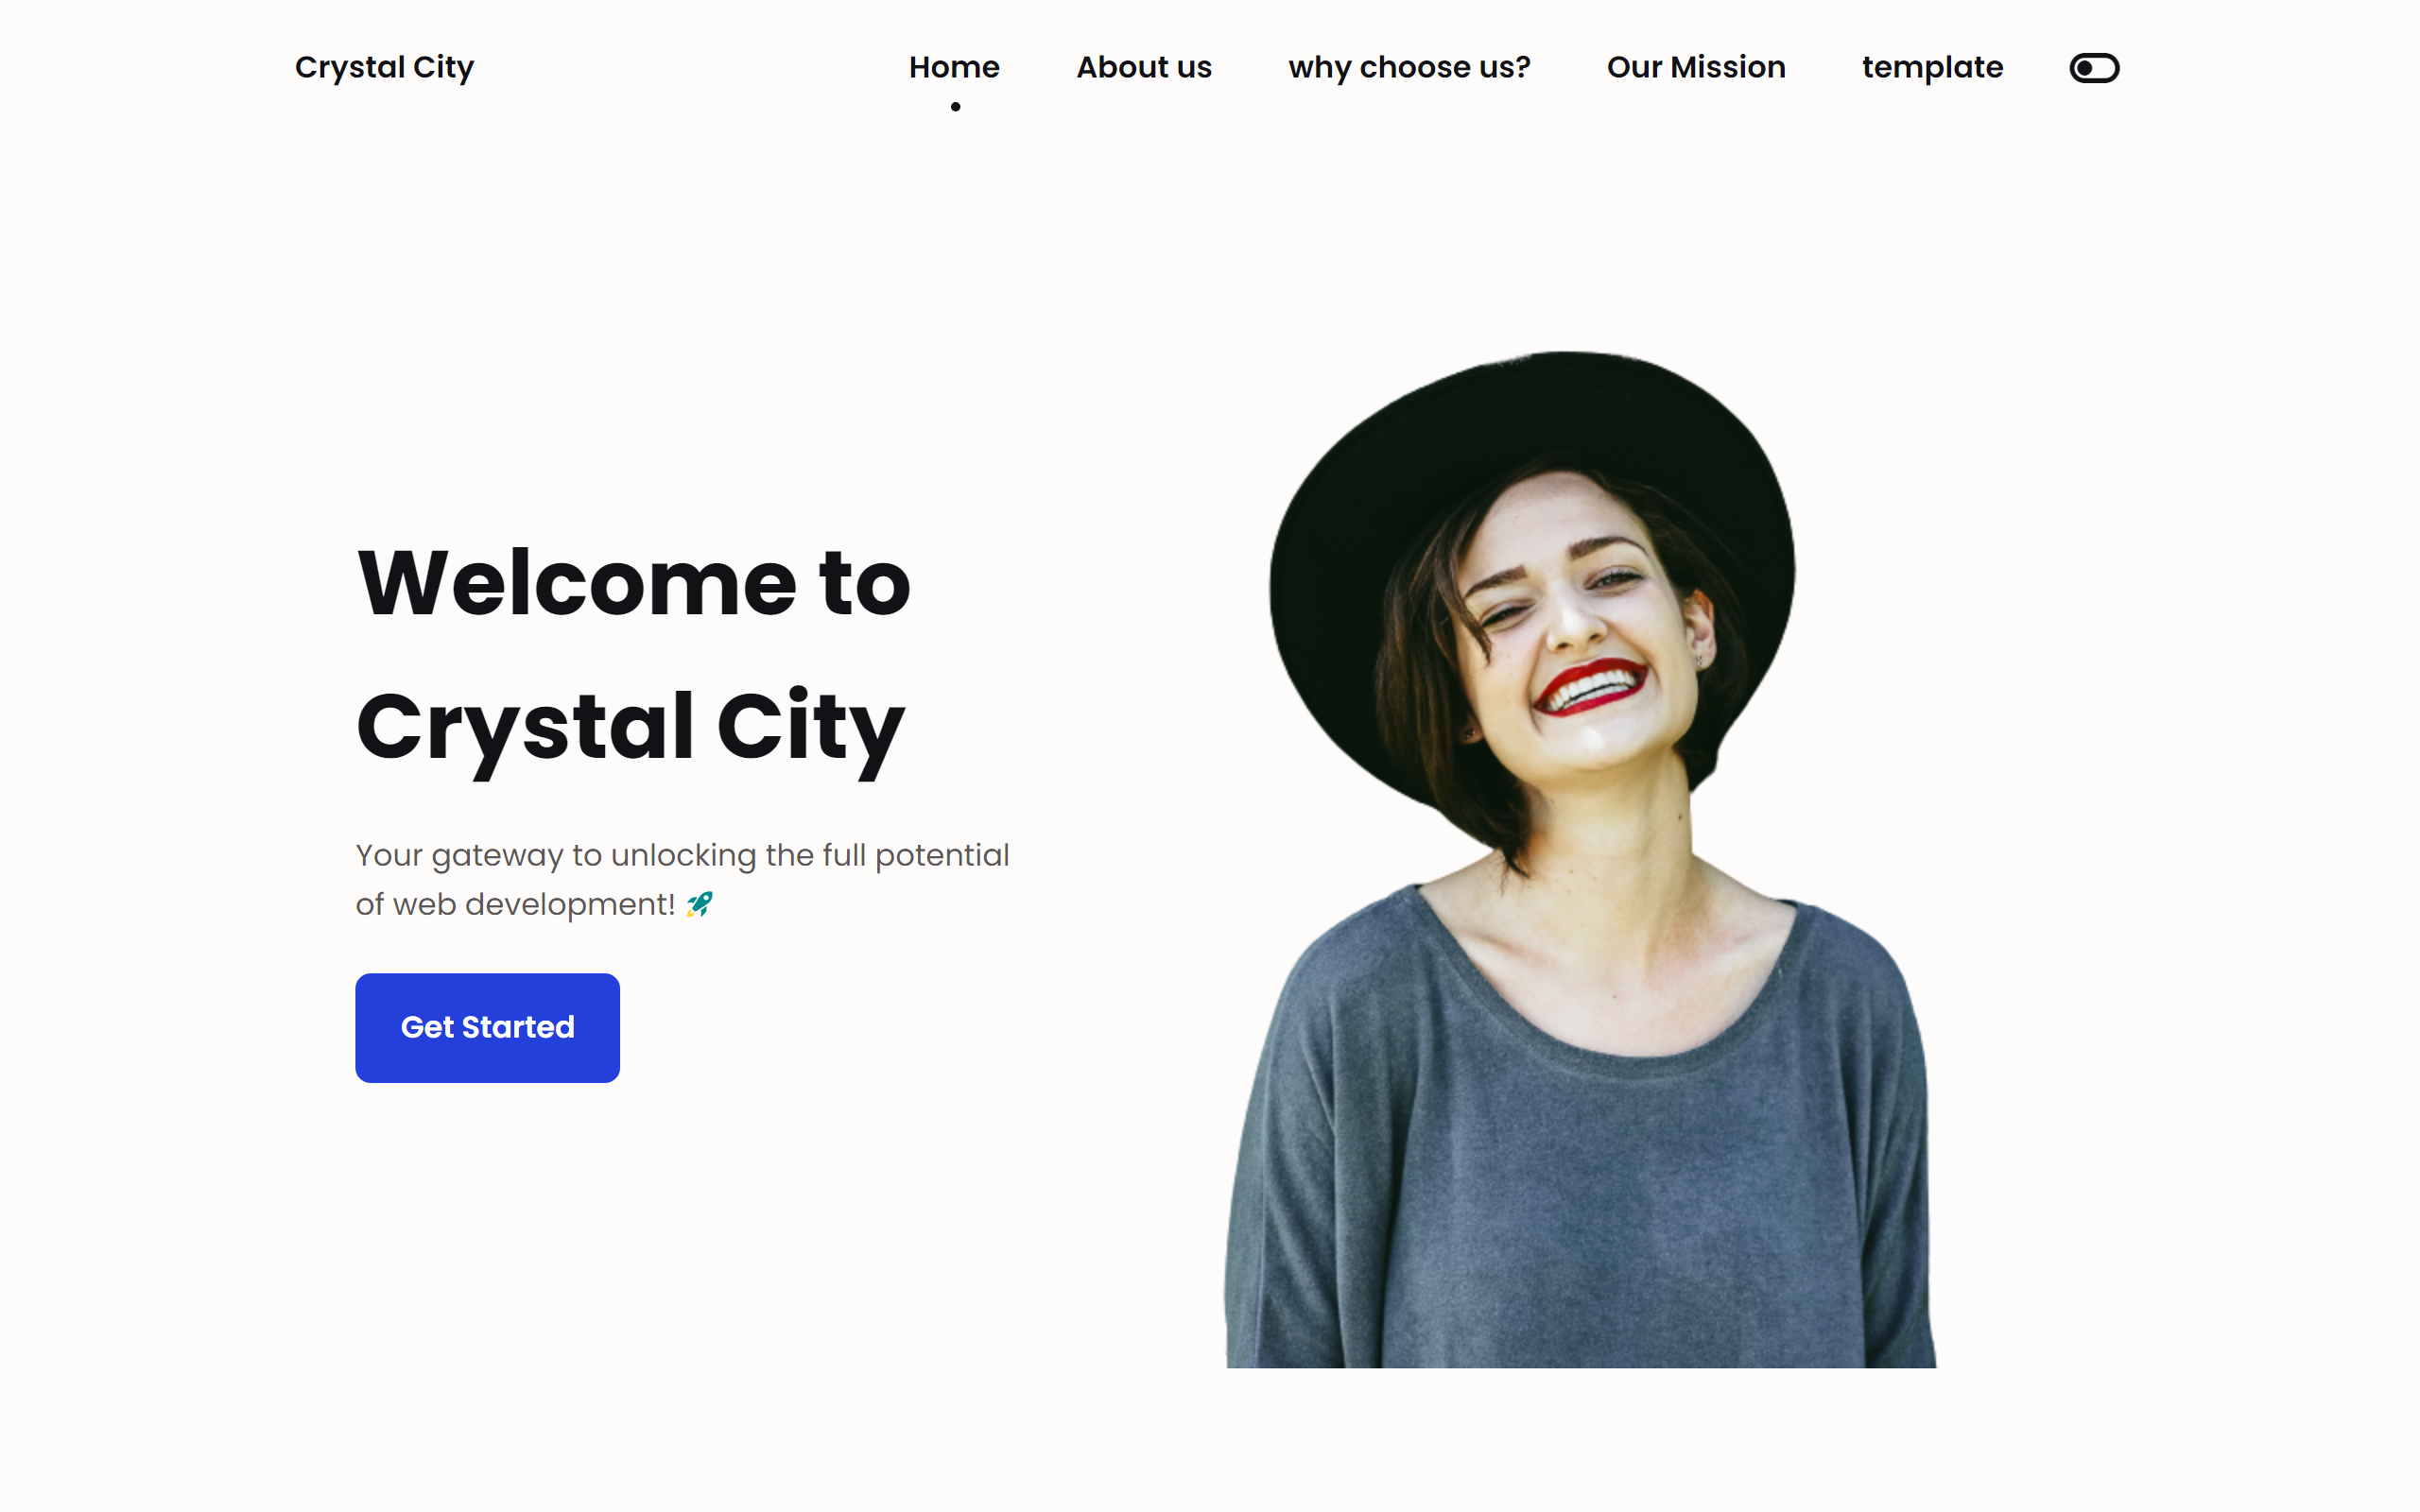 Crystal City
Home
About us
why choose us?
Our Mission
template
Welcome to
Crystal City
Your gateway to unlocking the full potential
of web development! 🚀
Get Started